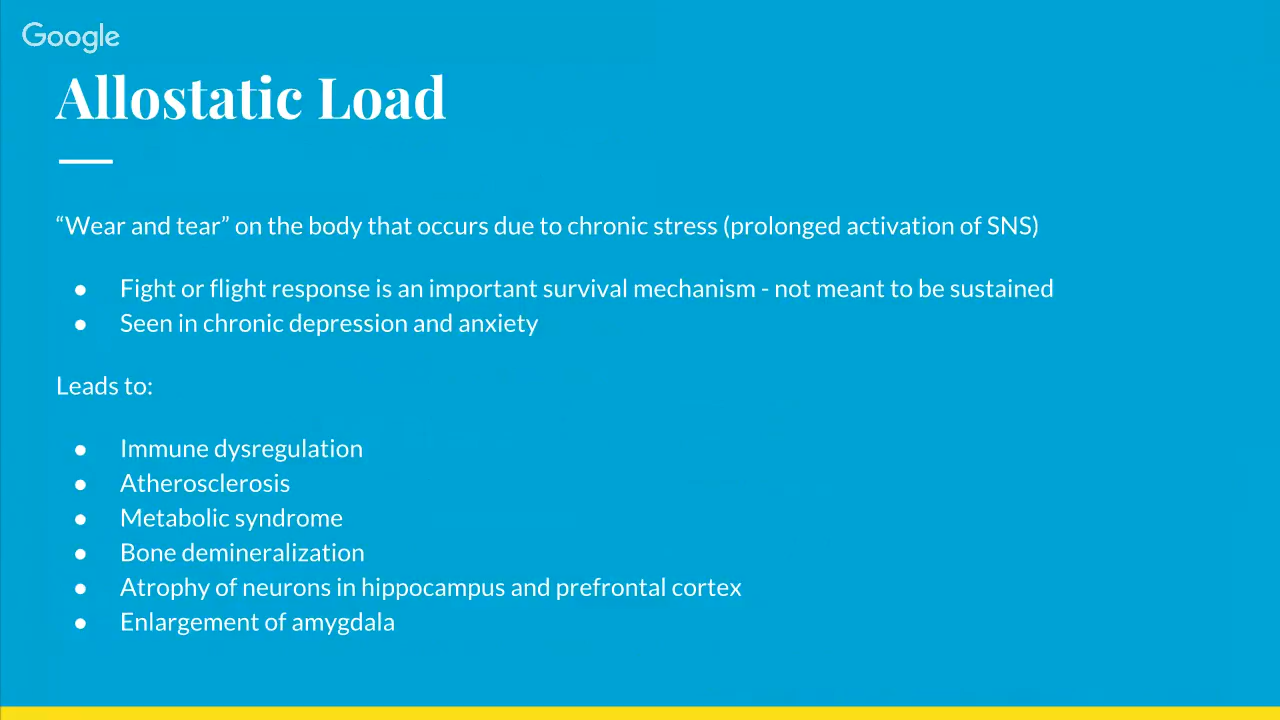 Google
Allostatic Load
“Wear and tear” on the body that occurs due to chronic stress (prolonged activation of SNS)
● Fight or flight response is an important survival mechanism - not meant to be sustained
● Seen in chronic depression and anxiety
Leads to:
● Immune dysregulation
● Atherosclerosis
● Metabolic syndrome
● Bone demineralization
● Atrophy of neurons in hippocampus and prefrontal cortex
● Enlargement of amygdala